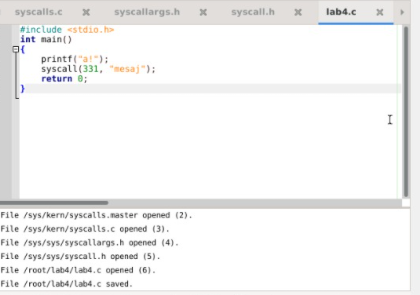 syscalls.c syscallargs.h syscall.h lab4.c
#include <stdio.h>
int main()
{
printf("a!");
syscall(331, "mesaj");
return 0;
}
File /sys/kern/syscalls.master opened (2).
File /sys/kern/syscalls.c opened (3).
File /sys/sys/syscallargs.h opened (4).
File /sys/sys/syscall.h opened (5).
File /root/lab4/lab4.c opened (6).
File /root/lab4/lab4.c saved.